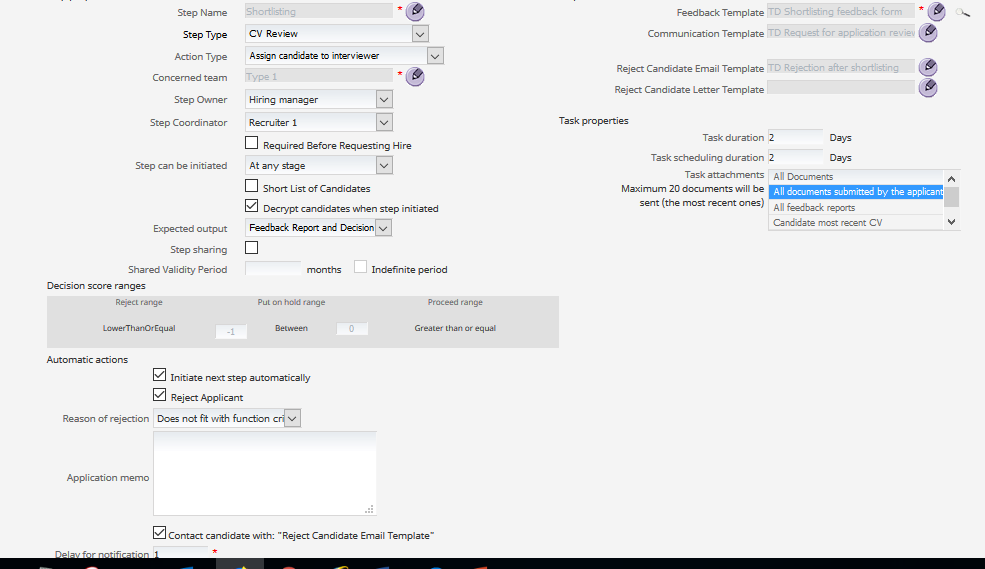 Step Name Shortlisting *
Step Type CV Review
Action Type Assign candidate to interviewer
Concerned team Type 1 *
Step Owner Hiring manager
Step Coordinator Recruiter 1
Required Before Requesting Hire
Step can be initiated At any stage
Short List of Candidates
Decrypt candidates when step initiated
Expected output Feedback Report and Decision
Step sharing
Shared Validity Period months Indefinite period
Decision score ranges
Reject range Put on hold range Proceed range
LowerThanOrEqual -1 Between 0 Greater than or equal
Automatic actions
Initiate next step automatically
Reject Applicant
Reason of rejection Does not fit with function cri
Application memo
Contact candidate with: "Reject Candidate Email Template"
Delay for notification 1 *
Feedback Template TD Shortlisting feedback form *
Communication Template TD Request for application review
Reject Candidate Email Template TD Rejection after shortlisting
Reject Candidate Letter Template
Task properties
Task duration 2 Days
Task scheduling duration 2 Days
Task attachments
Maximum 20 documents will be
sent (the most recent ones)
All Documents
All documents submitted by the applicant
All feedback reports
Candidate most recent CV